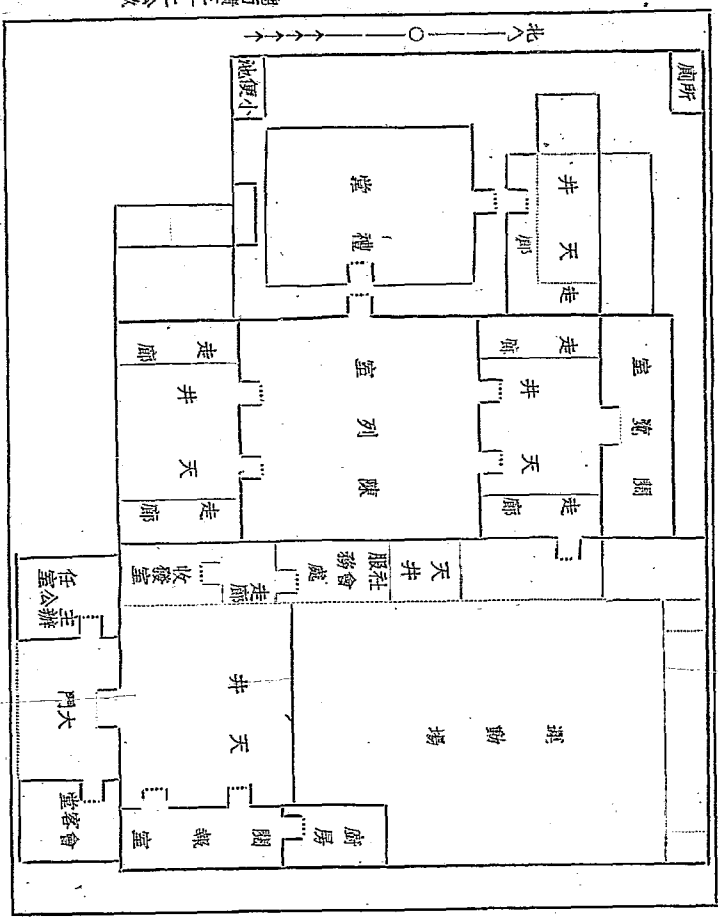 北
廁所
小便池
禮堂
天井
走廊
走廊
天井
走廊
陳列室
走廊
天井
走廊
閱覽室
主任辦公室
收發室
走廊
社會服務處
天井
大門
天井
運動場
會客堂
閱報室
廚房